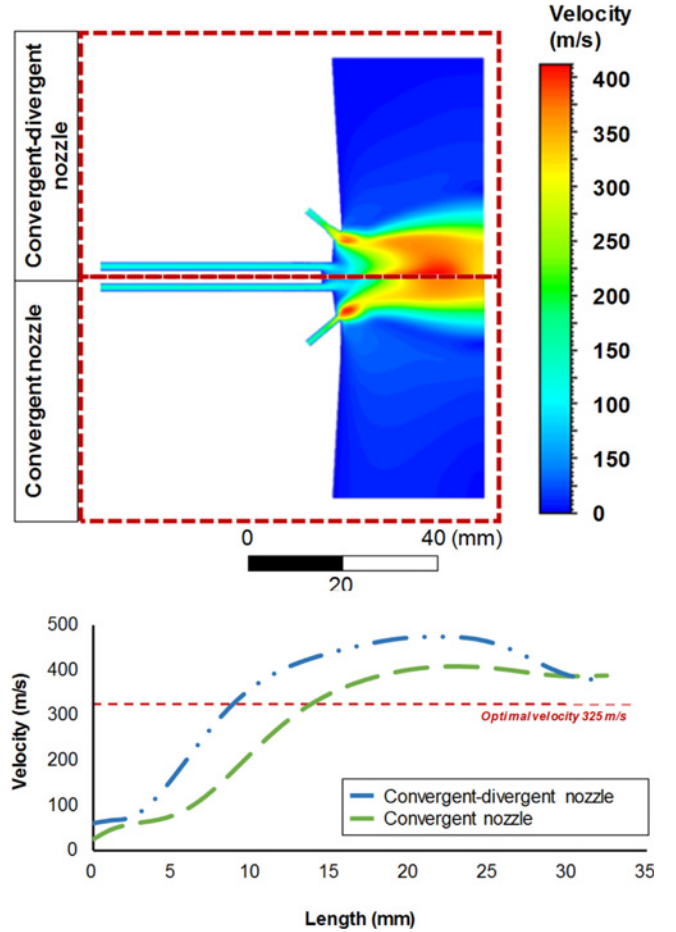 Velocity
(m/s)
Convergent-divergent
nozzle
Convergent nozzle
400
350
400
250
200
150
100
150
0
0
40 (mm)
20
500
400
300
200
100
0
Velocity (m/s)
Optimal velocity 325 m/s
Convergent-divergent nozzle
Convergent nozzle
0 5 10 15 20 25 30 35
Length (mm)